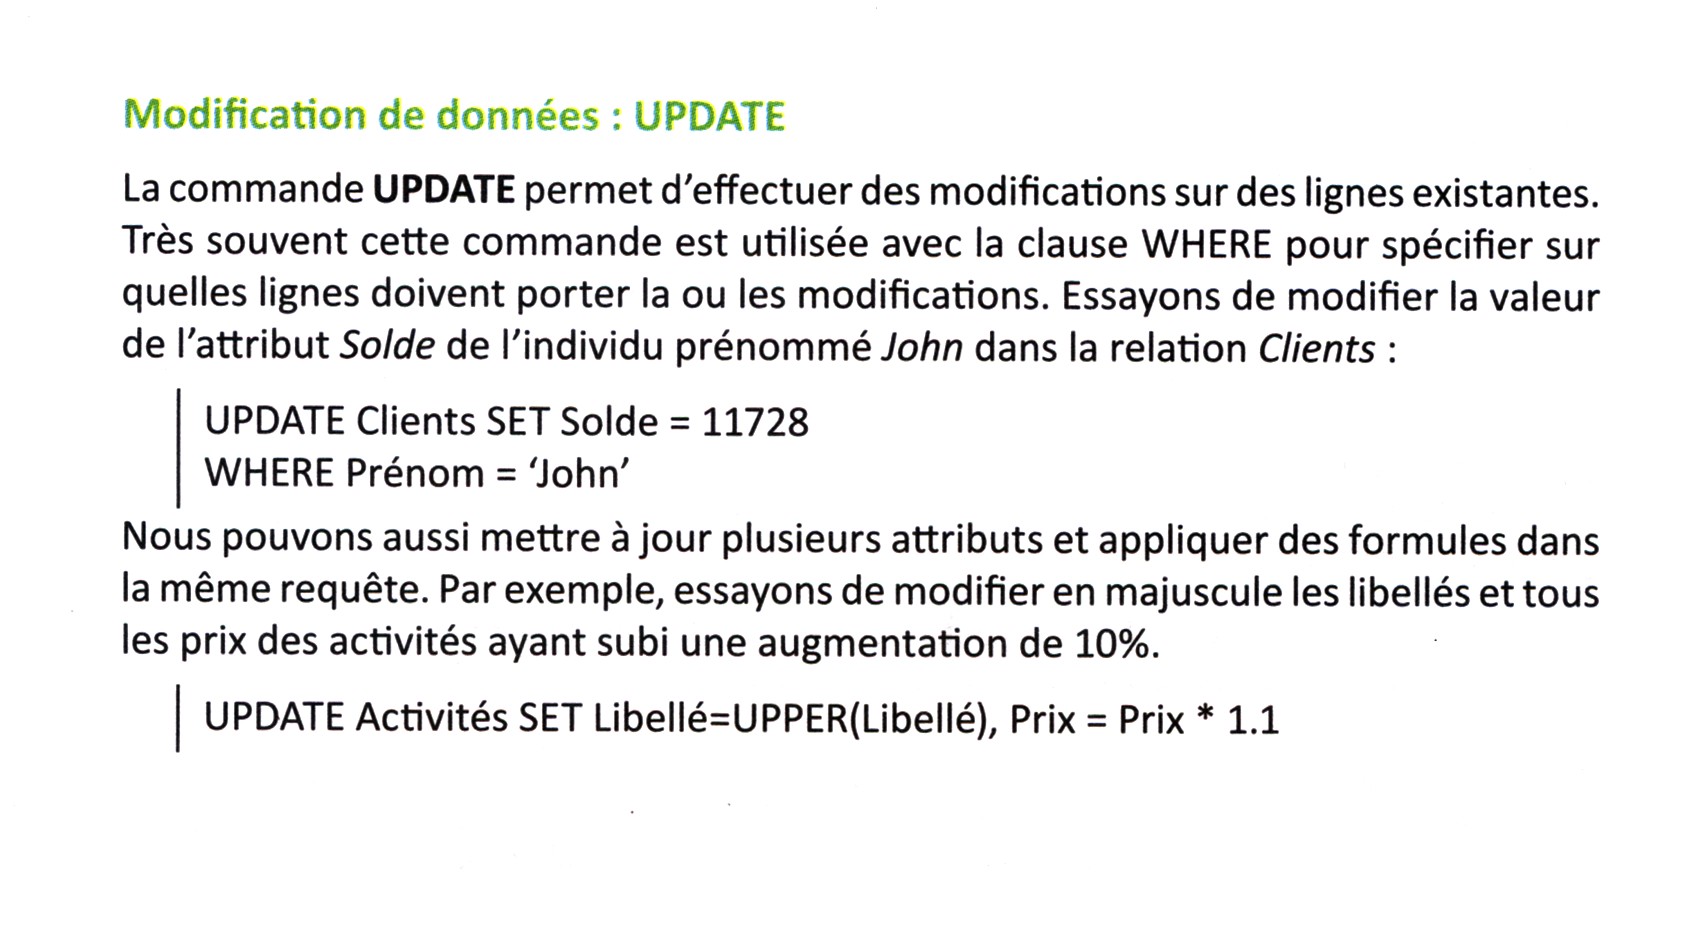 Modification de données : UPDATE
La commande UPDATE permet d’effectuer des modifications sur des lignes existantes.
Très souvent cette commande est utilisée avec la clause WHERE pour spécifier sur
quelles lignes doivent porter la ou les modifications. Essayons de modifier la valeur
de l’attribut Solde de l’individu prénommé John dans la relation Clients :
UPDATE Clients SET Solde = 11728
WHERE Prénom = ‘John’
Nous pouvons aussi mettre à jour plusieurs attributs et appliquer des formules dans
la même requête. Par exemple, essayons de modifier en majuscule les libellés et tous
les prix des activités ayant subi une augmentation de 10%.
UPDATE Activités SET Libellé=UPPER(Libellé), Prix = Prix * 1.1